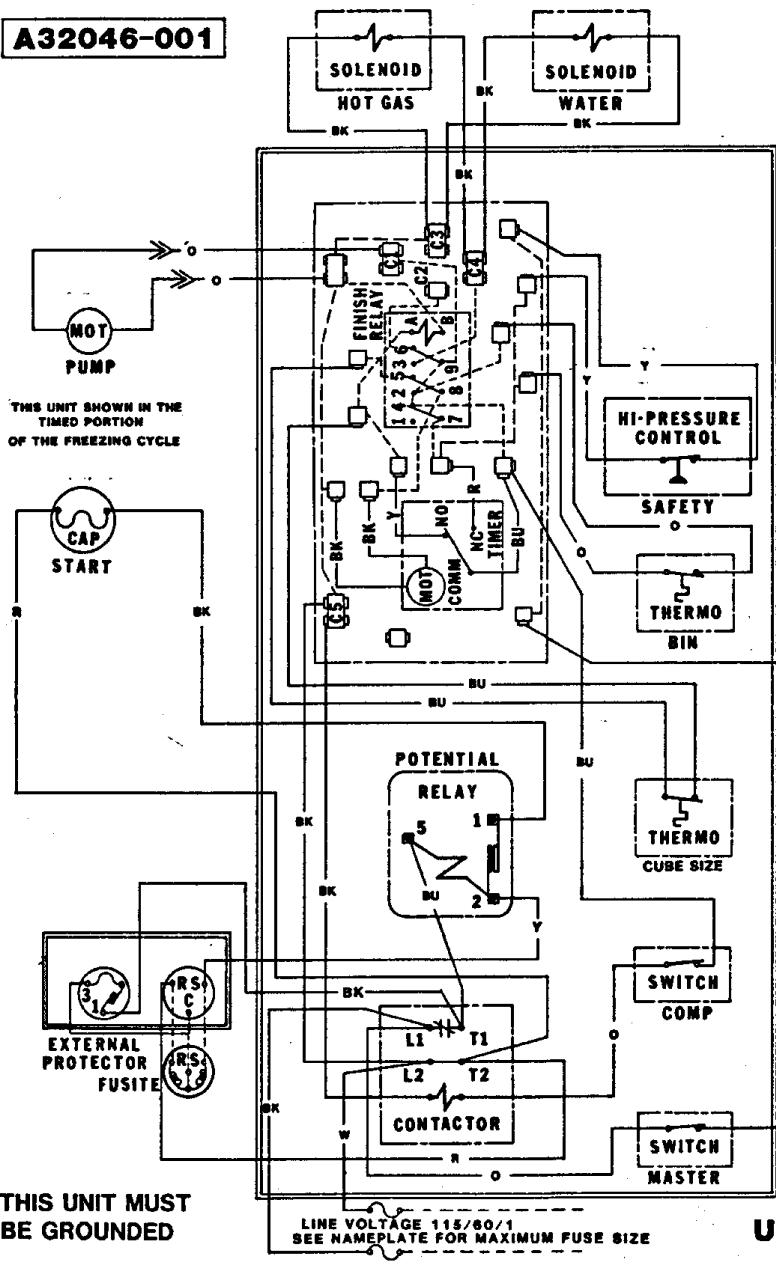 A32046-001
SOLENOID
HOT GAS
SOLENOID
WATER
BK
BK
BK
BK
O
O
C1
C2
C3
C4
MOT
PUMP
FINISH
RELAY
A
B
6
3
5
9
2
8
4
1
7
THIS UNIT SHOWN IN THE
TIMED PORTION
OF THE FREEZING CYCLE
Y
Y
HI-PRESSURE
CONTROL
SAFETY
CAP
START
R
BK
BK
BK
Y
NO
R
NC
TIMER
BU
MOT
COMM
C5
O
O
THERMO
BIN
BU
BU
BU
POTENTIAL
RELAY
5
1
2
BU
Y
BK
BK
THERMO
CUBE SIZE
SWITCH
COMP
3
1
R S
C
R S
EXTERNAL
PROTECTOR
FUSITE
BK
L1
T1
L2
T2
CONTACTOR
O
BK
W
R
O
SWITCH
MASTER
THIS UNIT MUST
BE GROUNDED
LINE VOLTAGE 115/60/1
SEE NAMEPLATE FOR MAXIMUM FUSE SIZE
U